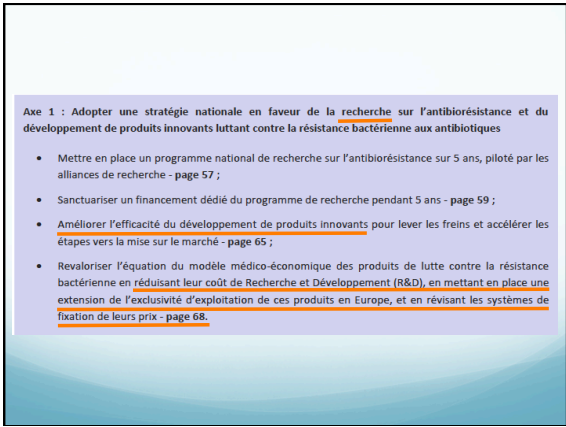 Axe 1 : Adopter une stratégie nationale en faveur de la recherche sur l'antibiorésistance et du
développement de produits innovants luttant contre la résistance bactérienne aux antibiotiques
• Mettre en place un programme national de recherche sur l'antibiorésistance sur 5 ans, piloté par les
alliances de recherche - page 57 ;
• Sanctuariser un financement dédié du programme de recherche pendant 5 ans - page 59 ;
• Améliorer l'efficacité du développement de produits innovants pour lever les freins et accélérer les
étapes vers la mise sur le marché - page 65 ;
• Revaloriser l'équation du modèle médico-économique des produits de lutte contre la résistance
bactérienne en réduisant leur coût de Recherche et Développement (R&D), en mettant en place une
extension de l'exclusivité d'exploitation de ces produits en Europe, et en révisant les systèmes de
fixation de leurs prix - page 68.